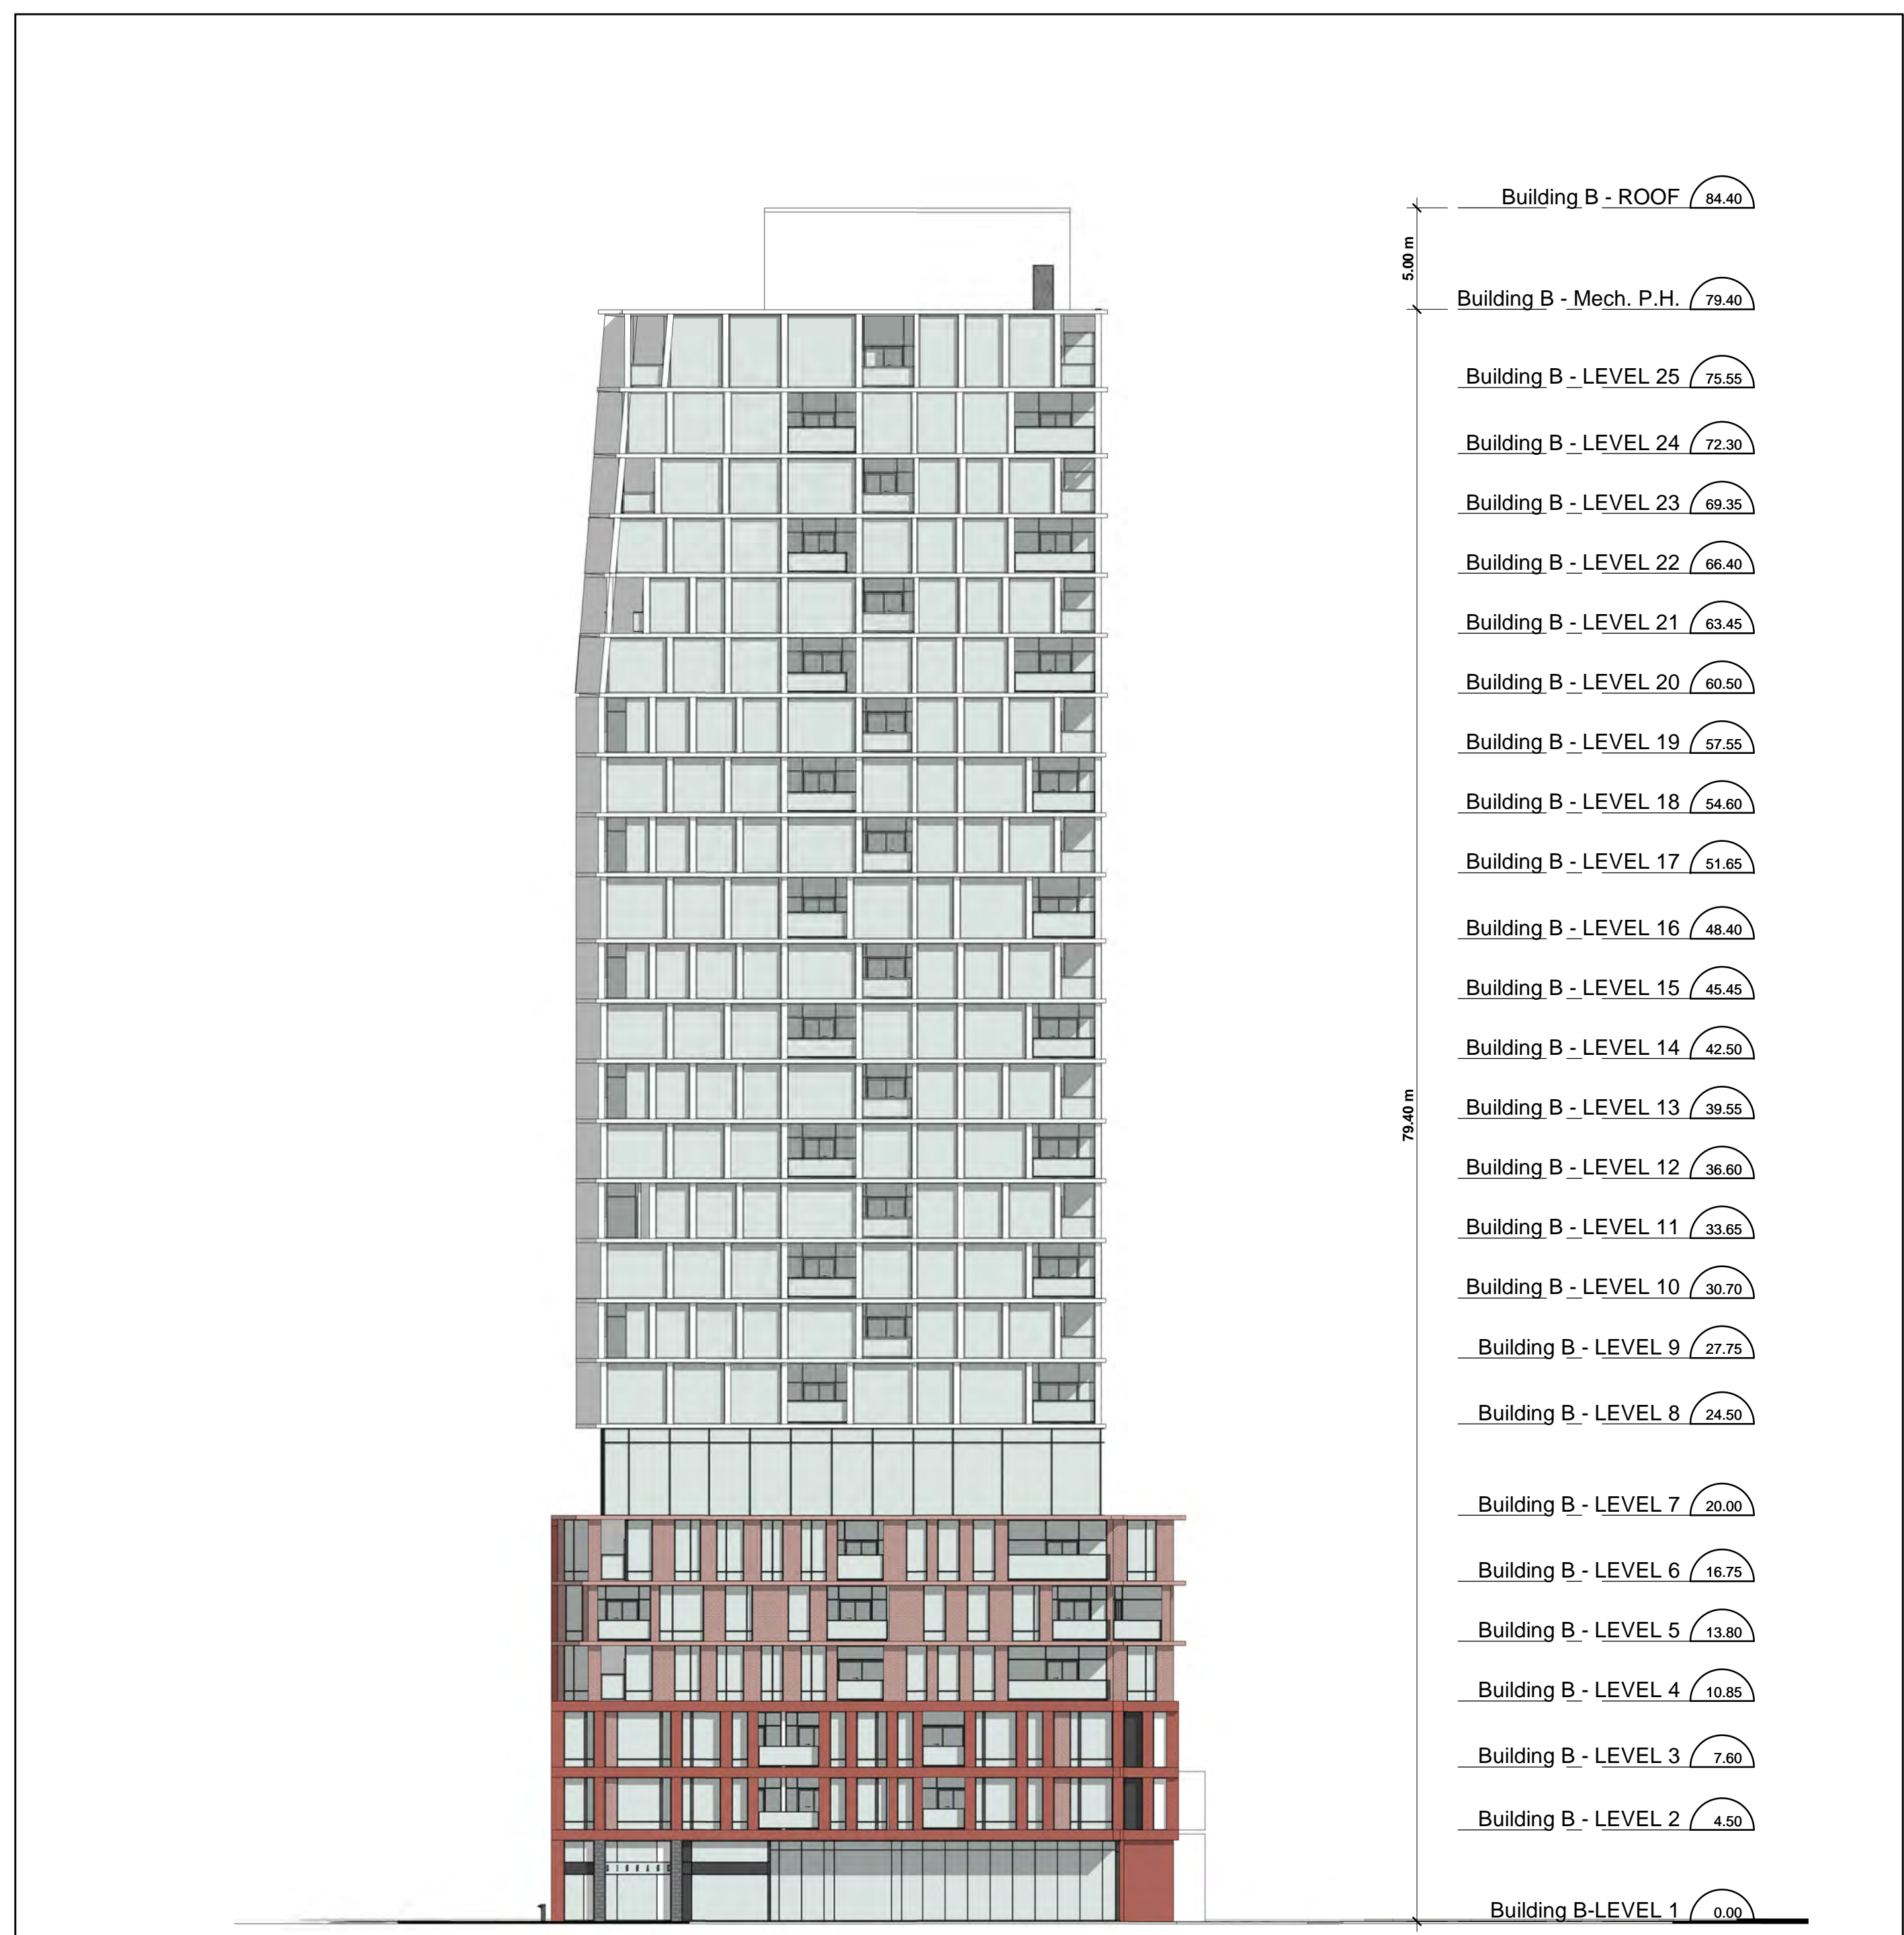 Building B - ROOF 84.40
5.00 m
Building B - Mech. P.H. 79.40
Building B - LEVEL 25 75.55
Building B - LEVEL 24 72.30
Building B - LEVEL 23 69.35
Building B - LEVEL 22 66.40
Building B - LEVEL 21 63.45
Building B - LEVEL 20 60.50
Building B - LEVEL 19 57.55
Building B - LEVEL 18 54.60
Building B - LEVEL 17 51.65
Building B - LEVEL 16 48.40
Building B - LEVEL 15 45.45
Building B - LEVEL 14 42.50
79.40 m
Building B - LEVEL 13 39.55
Building B - LEVEL 12 36.60
Building B - LEVEL 11 33.65
Building B - LEVEL 10 30.70
Building B - LEVEL 9 27.75
Building B - LEVEL 8 24.50
Building B - LEVEL 7 20.00
Building B - LEVEL 6 16.75
Building B - LEVEL 5 13.80
Building B - LEVEL 4 10.85
Building B - LEVEL 3 7.60
Building B - LEVEL 2 4.50
SIGNAGE
Building B-LEVEL 1 0.00